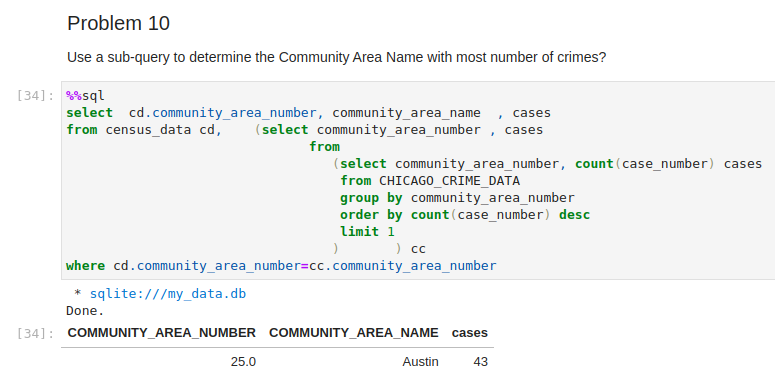 Problem 10
Use a sub-query to determine the Community Area Name with most number of crimes?
[34]: %%sql
select  cd.community_area_number, community_area_name  , cases
from census_data cd,    (select community_area_number , cases
from
(select community_area_number, count(case_number) cases
from CHICAGO_CRIME_DATA
group by community_area_number
order by count(case_number) desc
limit 1
)       ) cc
where cd.community_area_number=cc.community_area_number
* sqlite:///my_data.db
Done.
[34]: COMMUNITY_AREA_NUMBER COMMUNITY_AREA_NAME cases
25.0 Austin 43